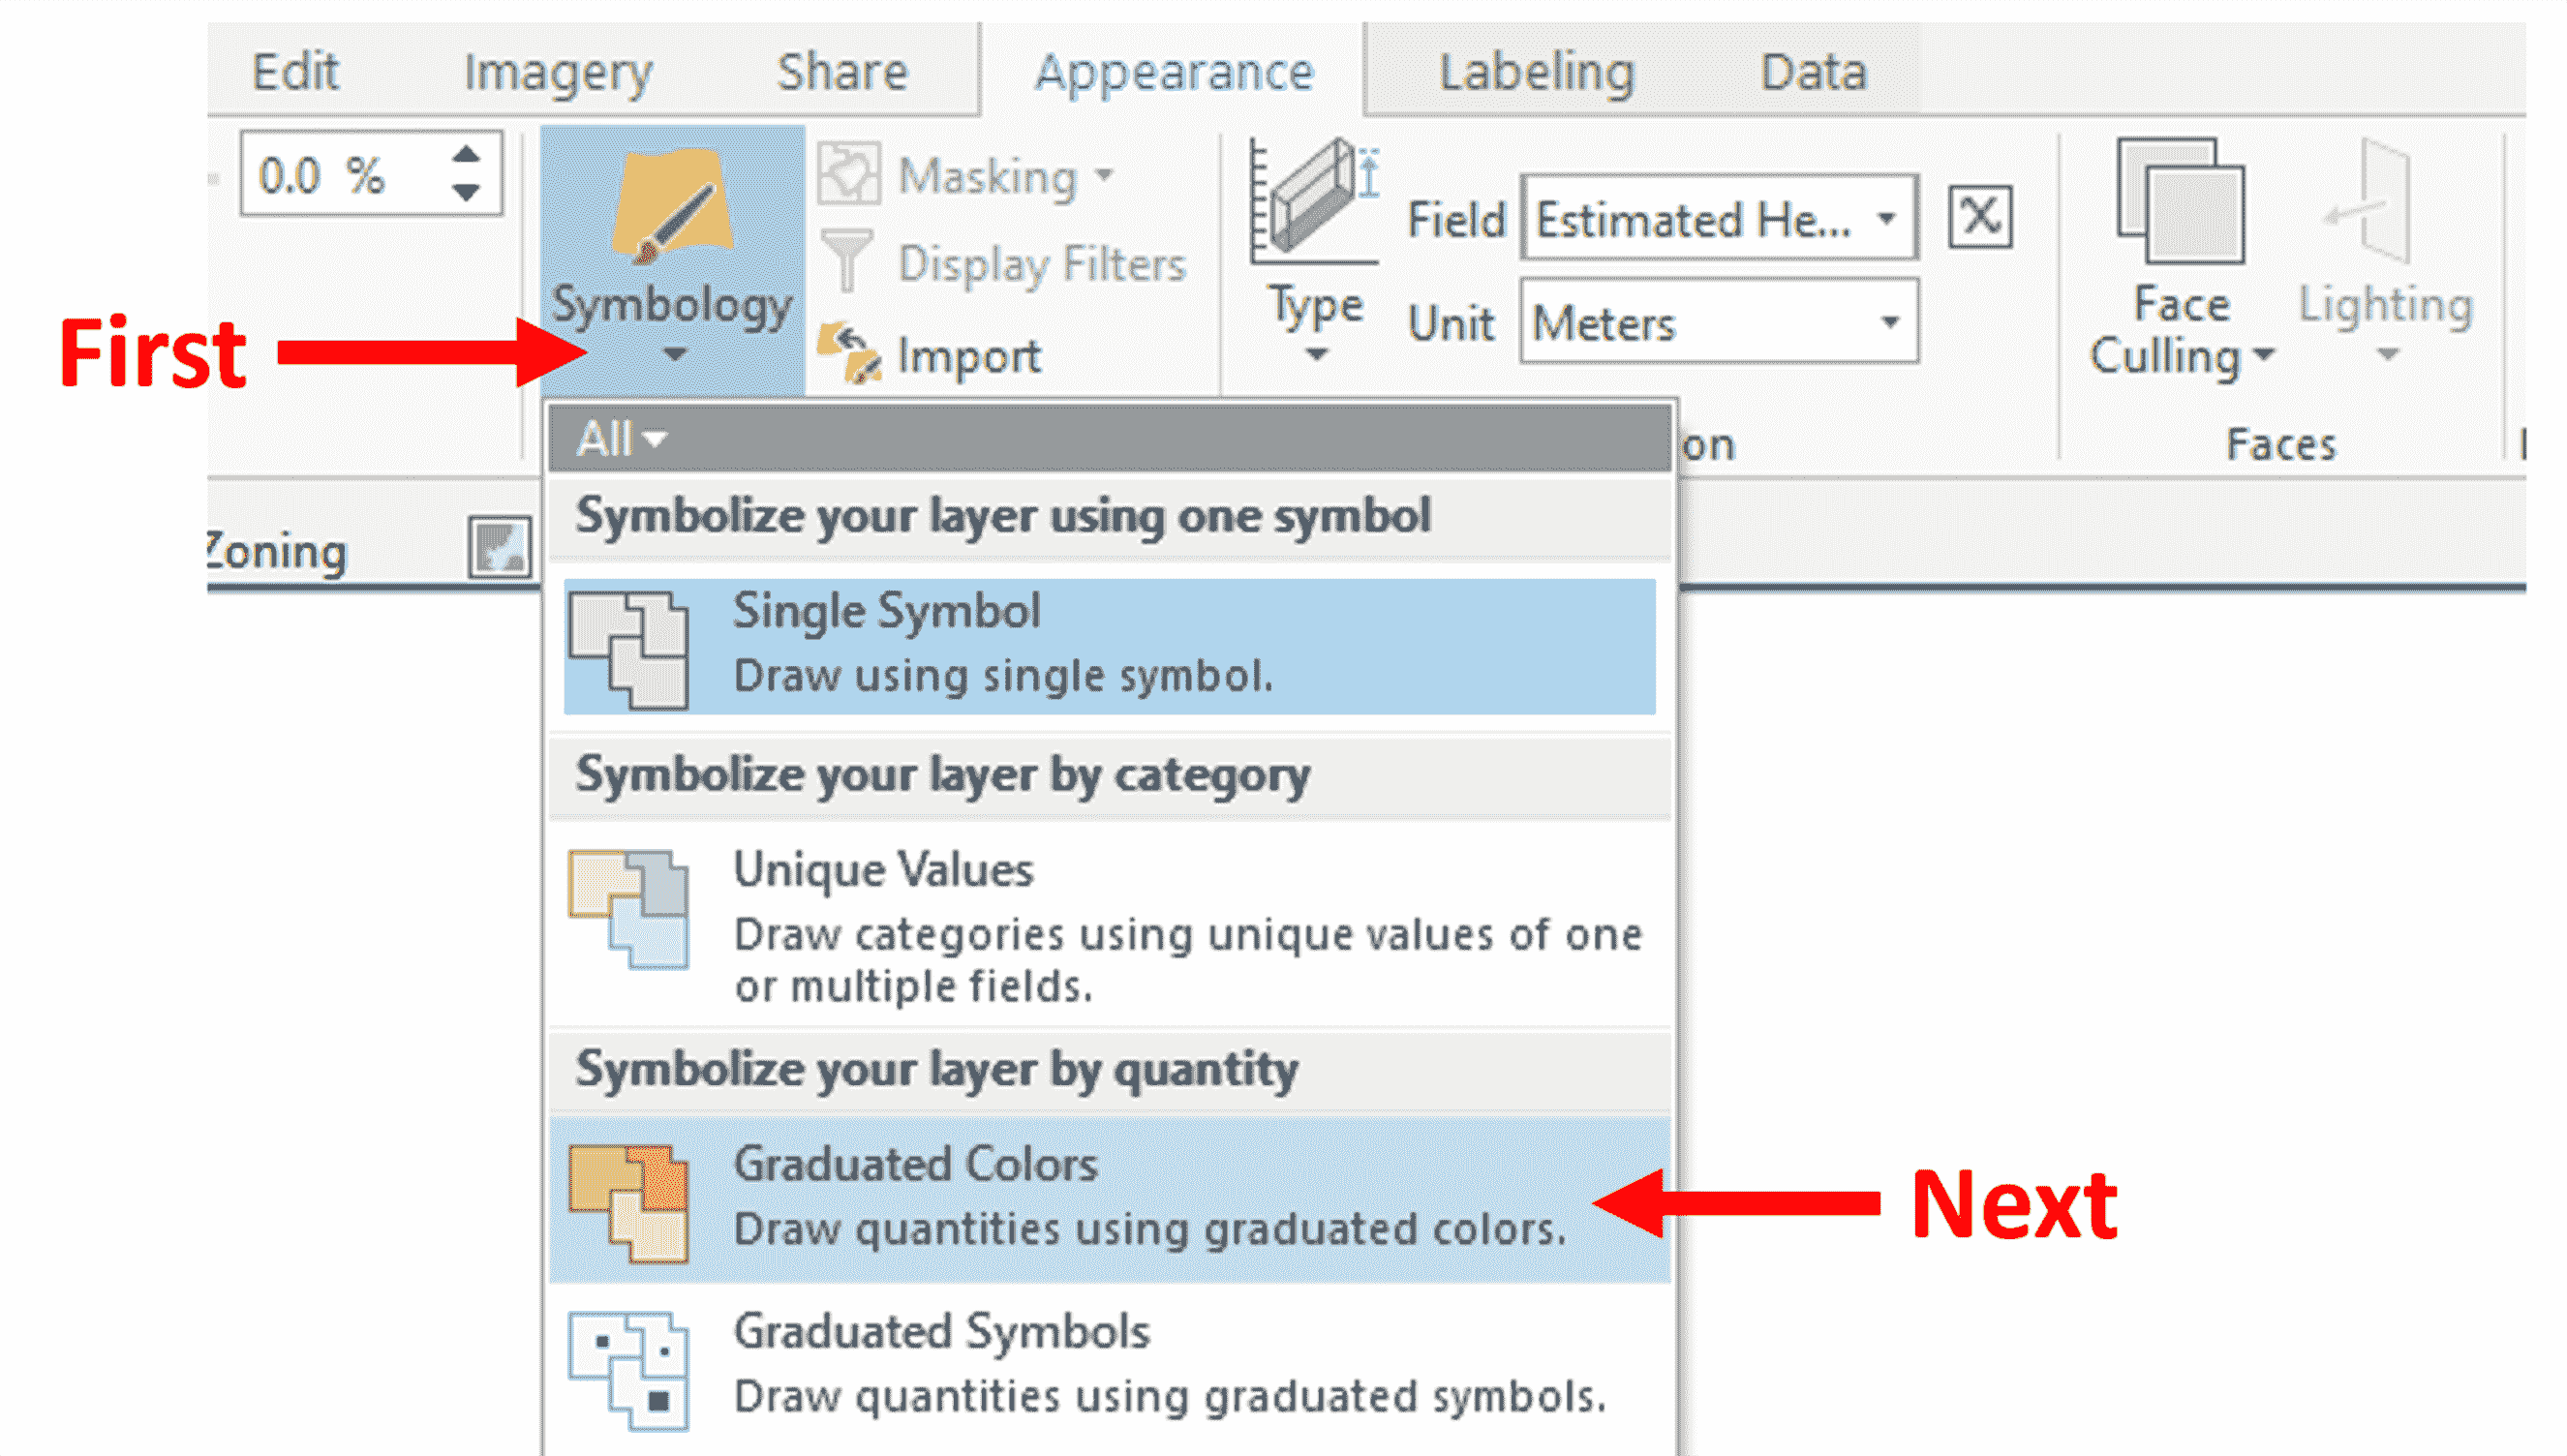 Edit Imagery Share Appearance Labeling Data
0.0 %
Symbology
Masking
Display Filters
Import
Type
Field Estimated He...
Unit Meters
Face
Culling
Lighting
on
Faces
Zoning
First
All
Symbolize your layer using one symbol
Single Symbol
Draw using single symbol.
Symbolize your layer by category
Unique Values
Draw categories using unique values of one
or multiple fields.
Symbolize your layer by quantity
Graduated Colors
Draw quantities using graduated colors.
Next
Graduated Symbols
Draw quantities using graduated symbols.